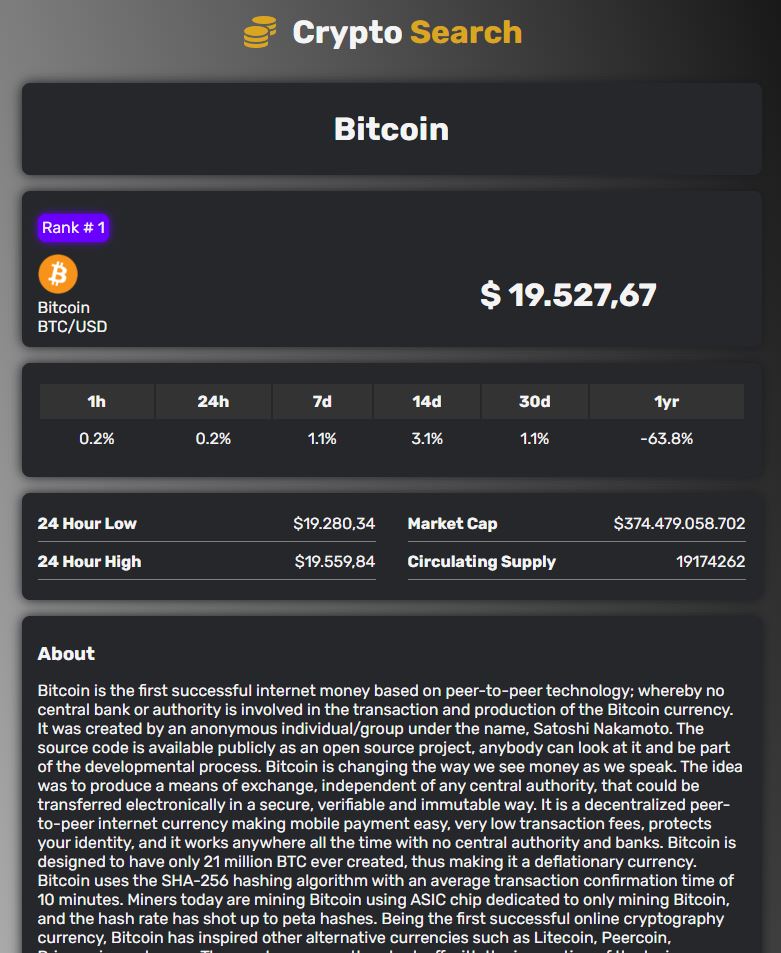 Crypto Search
Bitcoin
Rank # 1
Bitcoin
BTC/USD
$ 19.527,67
1h 24h 7d 14d 30d 1yr
0.2% 0.2% 1.1% 3.1% 1.1% -63.8%
24 Hour Low $19.280,34 Market Cap $374.479.058.702
24 Hour High $19.559,84 Circulating Supply 19174262
About
Bitcoin is the first successful internet money based on peer-to-peer technology; whereby no
central bank or authority is involved in the transaction and production of the Bitcoin currency.
It was created by an anonymous individual/group under the name, Satoshi Nakamoto. The
source code is available publicly as an open source project, anybody can look at it and be part
of the developmental process. Bitcoin is changing the way we see money as we speak. The idea
was to produce a means of exchange, independent of any central authority, that could be
transferred electronically in a secure, verifiable and immutable way. It is a decentralized peer-
to-peer internet currency making mobile payment easy, very low transaction fees, protects
your identity, and it works anywhere all the time with no central authority and banks. Bitcoin is
designed to have only 21 million BTC ever created, thus making it a deflationary currency.
Bitcoin uses the SHA-256 hashing algorithm with an average transaction confirmation time of
10 minutes. Miners today are mining Bitcoin using ASIC chip dedicated to only mining Bitcoin,
and the hash rate has shot up to peta hashes. Being the first successful online cryptography
currency, Bitcoin has inspired other alternative currencies such as Litecoin, Peercoin,